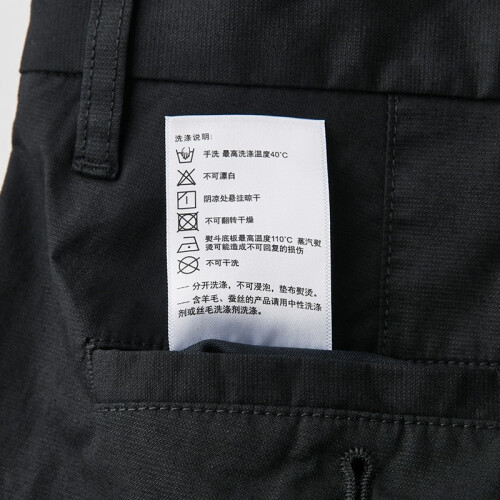 洗涤说明:
手洗 最高洗涤温度40°C
不可漂白
阴凉处悬挂晾干
不可翻转干燥
熨斗底板最高温度110°C 蒸汽熨
烫可能造成不可回复的损伤
不可干洗
— 分开洗涤、不可浸泡，垫布熨烫。
— 含羊毛、蚕丝的产品请用中性洗涤
剂或丝毛洗涤剂洗涤。